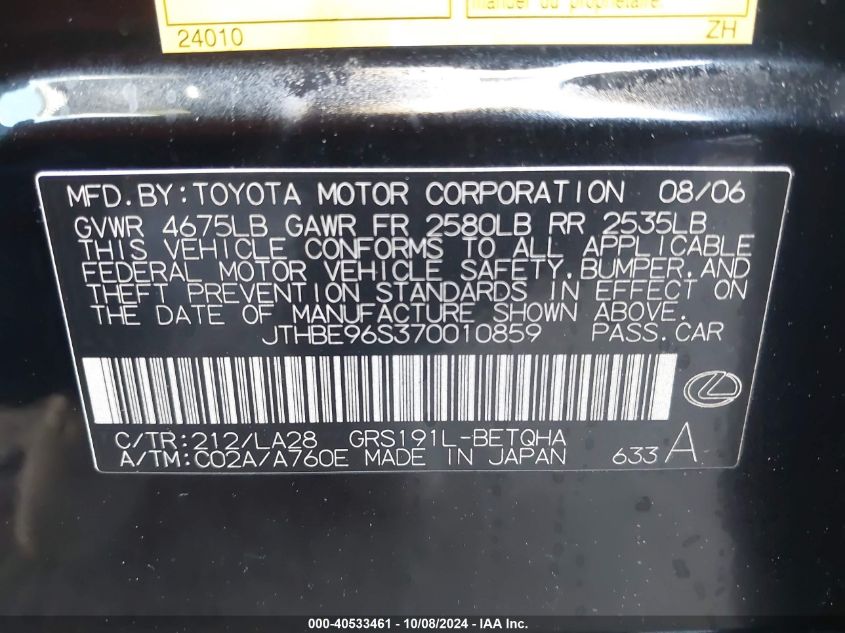 manuel du propriétaire
24010 ZH
MFD.BY:TOYOTA MOTOR CORPORATION 08/06
GVWR 4675LB GAWR FR 2580LB RR 2535LB
THIS VEHICLE CONFORMS TO ALL APPLICABLE
FEDERAL MOTOR VEHICLE SAFETY,BUMPER,AND
THEFT PREVENTION STANDARDS IN EFFECT ON
THE DATE OF MANUFACTURE SHOWN ABOVE.
JTHBE96S370010859 PASS.CAR
C/TR:212/LA28 GRS191L-BETQHA
A/TM:C02A/A760E MADE IN JAPAN 633 A
000-40533461 - 10/08/2024 - IAA Inc.